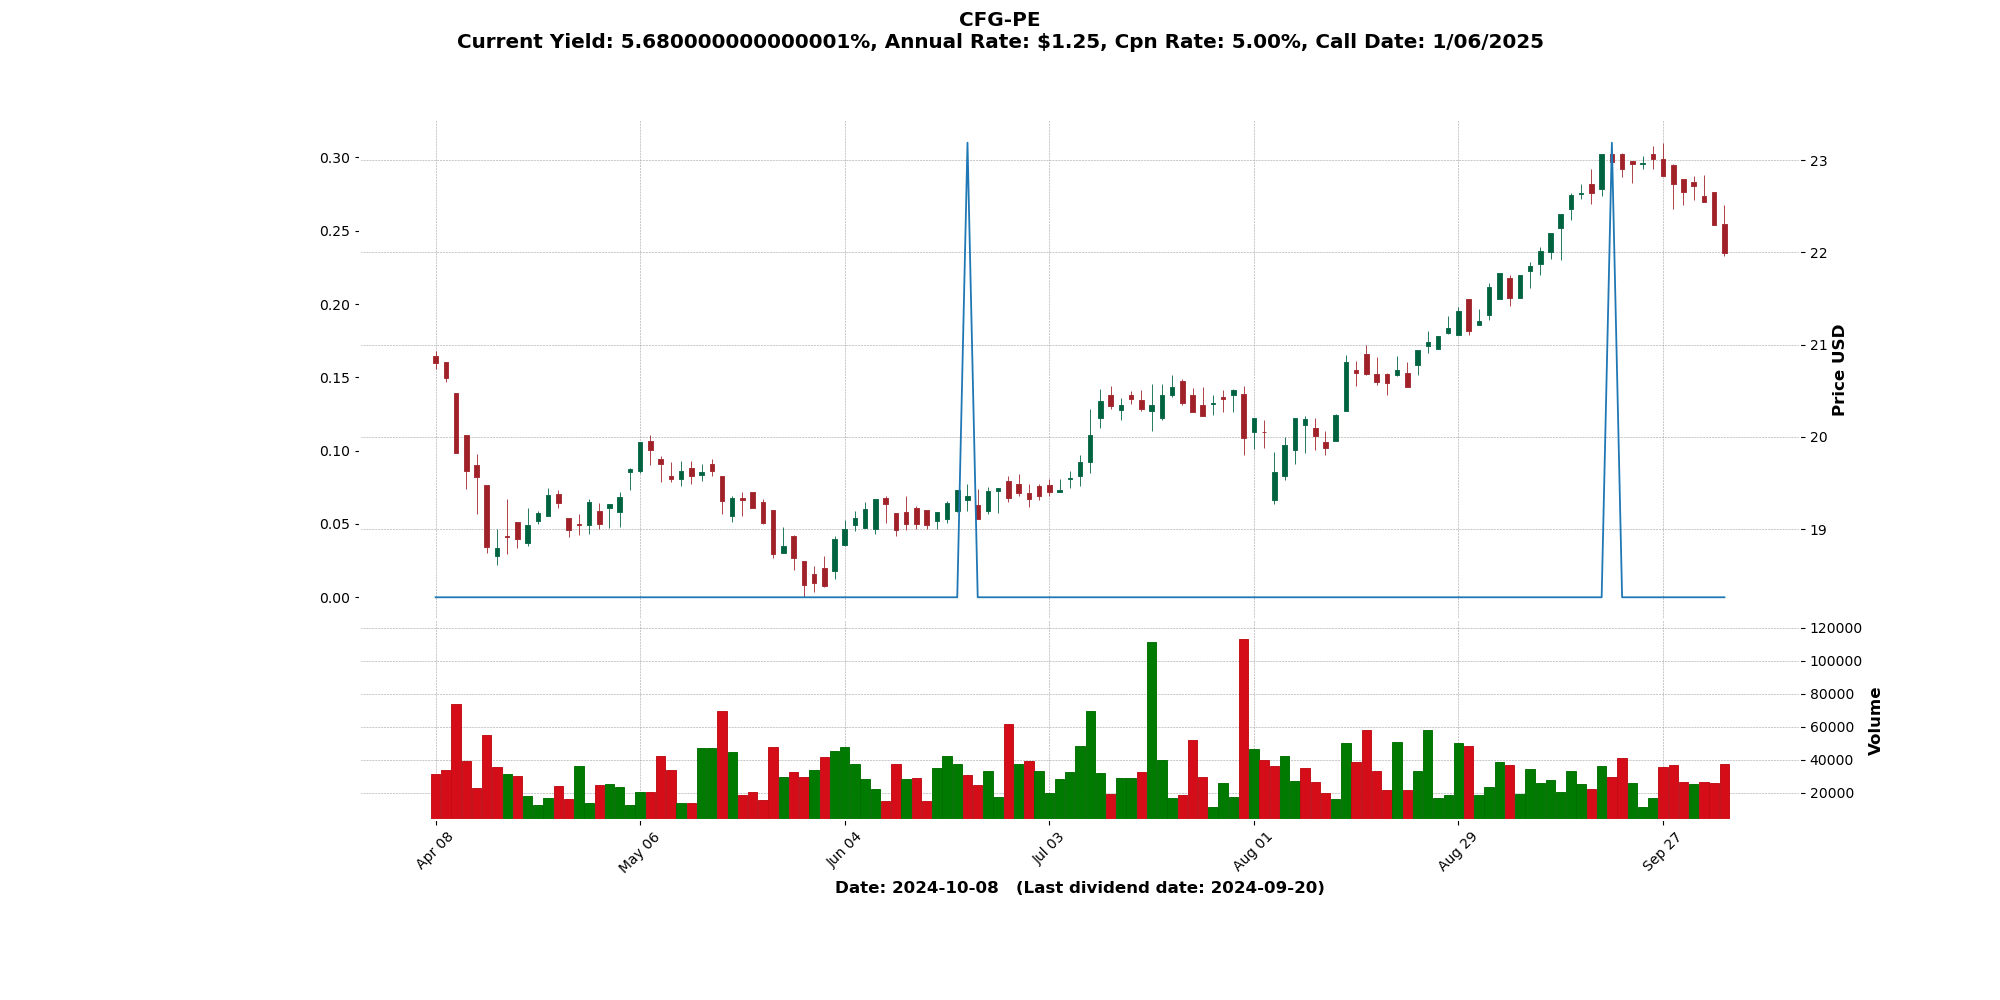 CFG-PE
Current Yield: 5.680000000000001%, Annual Rate: $1.25, Cpn Rate: 5.00%, Call Date: 1/06/2025
0.30
0.25
0.20
0.15
0.10
0.05
0.00
23
22
21
20
19
Price USD
120000
100000
80000
60000
40000
20000
Volume
Apr 08
May 06
Jun 04
Jul 03
Aug 01
Aug 29
Sep 27
Date: 2024-10-08 (Last dividend date: 2024-09-20)